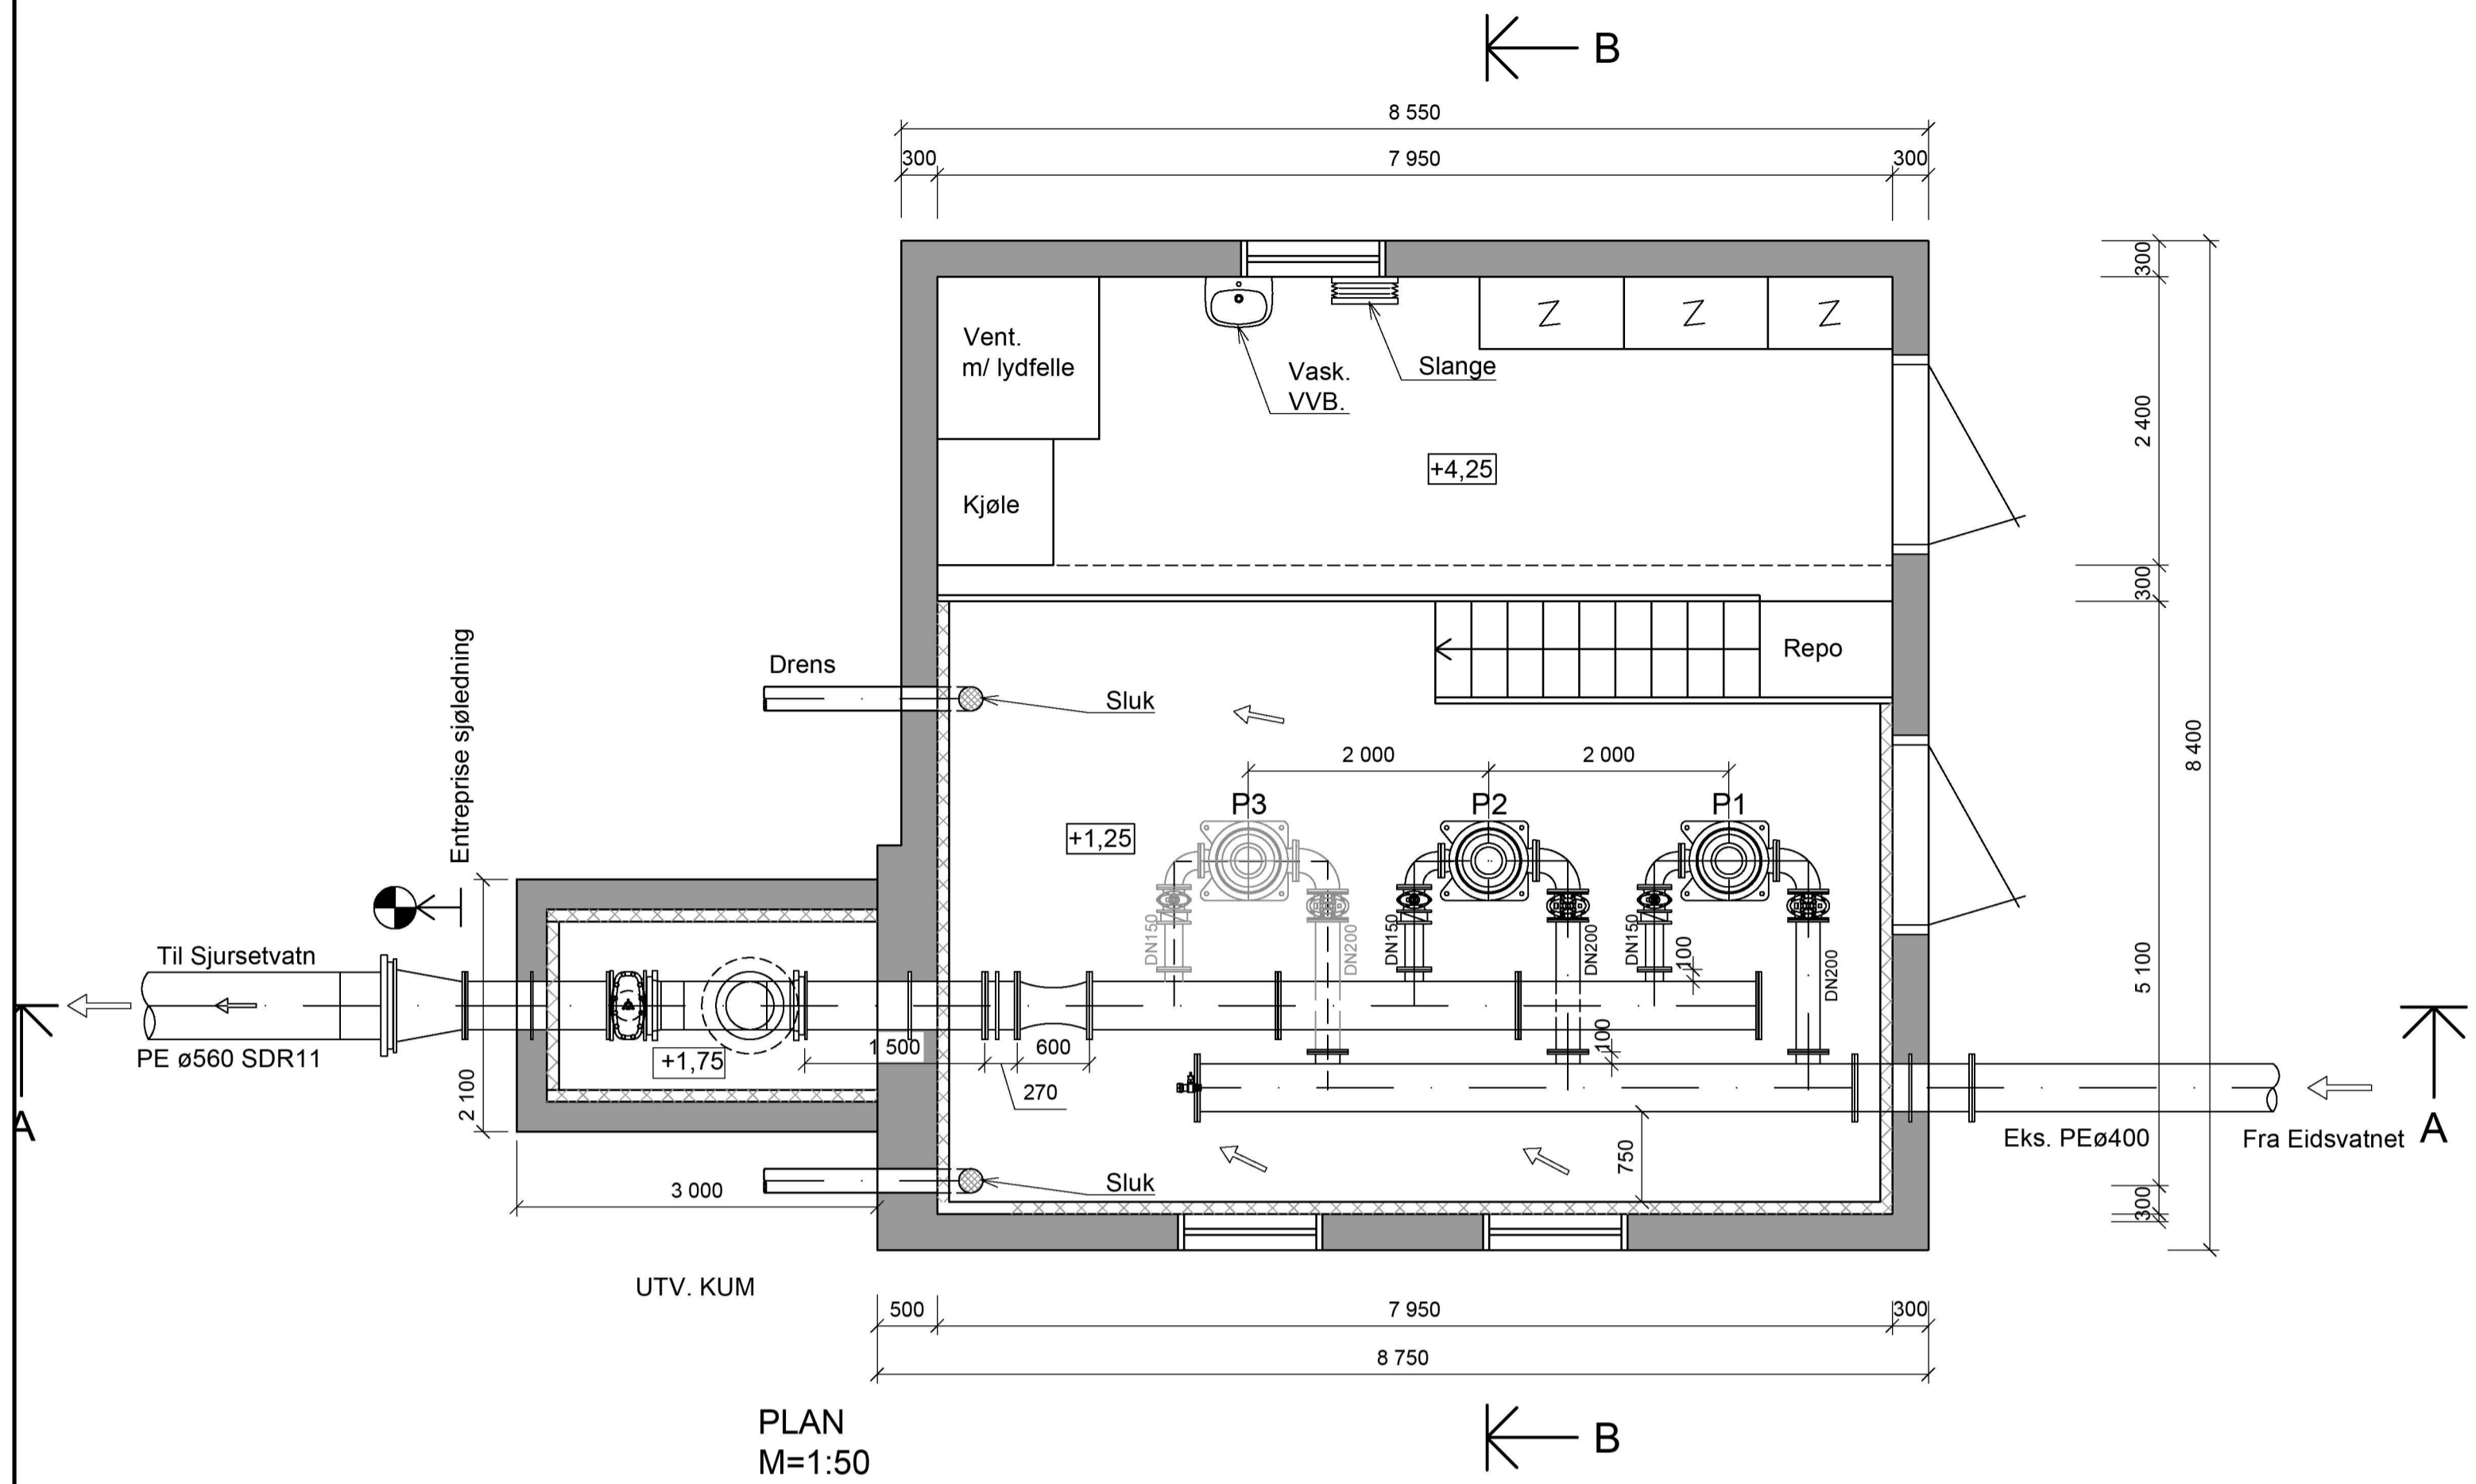 B
8 550
300
7 950
300
300
Vent.
m/ lydfelle
Vask.
VVB.
Slange
Z
Z
Z
2 400
+4,25
Kjøle
300
Entreprise sjøledning
Drens
Sluk
Repo
8 400
2 000
2 000
P3
P2
P1
+1,25
DN150
DN200
DN150
DN200
DN150
100
DN200
5 100
Til Sjursetvatn
PE ø560 SDR11
+1,75
1 500
600
100
270
2 100
A
Eks. PEø400
Fra Eidsvatnet
A
750
3 000
Sluk
300
UTV. KUM
500
7 950
300
8 750
PLAN
M=1:50
B